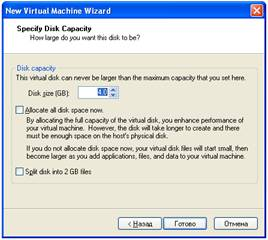 New Virtual Machine Wizard
Specify Disk Capacity
How large do you want this disk to be?
Disk capacity
This virtual disk can never be larger than the maximum capacity that you set here.
Disk size (GB): 4.0
Allocate all disk space now.
By allocating the full capacity of the virtual disk, you enhance performance of
your virtual machine. However, the disk will take longer to create and there
must be enough space on the host's physical disk.
If you do not allocate disk space now, your virtual disk will start small, then
become larger as you add applications, files, and data to your virtual machine.
Split disk into 2 GB files
< Назад Готово Отмена